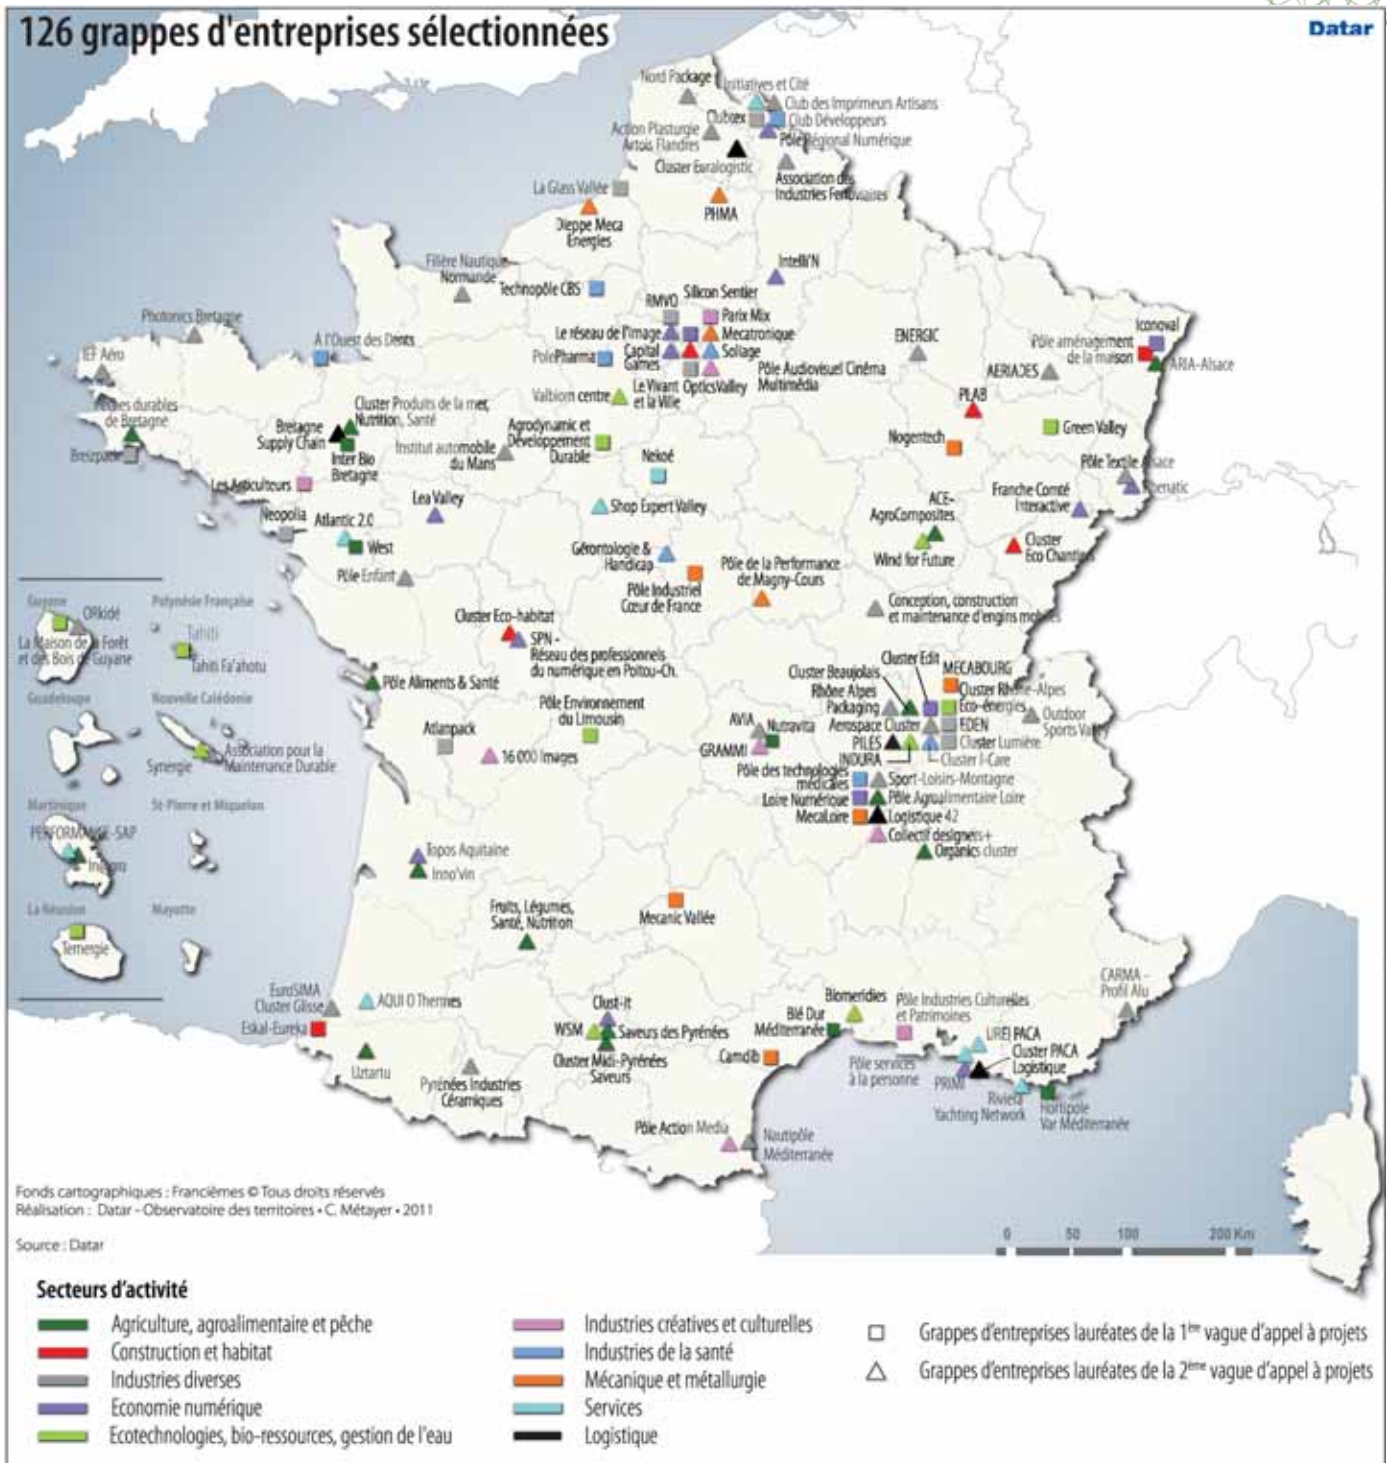 126 grappes d'entreprises sélectionnées
Datar
Nord Package
Initiatives et Cité
Club des Imprimeurs Artisans
Clubtex
Club Développeurs
Action Plasturgie
Artois Flandres
Pôle Régional Numérique
Cluster Euralogistic
Association des
Industries Ferroviaires
La Glass Vallée
PHMA
Dieppe Meca
Energies
Filière Nautique
Normande
Technopôle CBS
Intelli'N
RMVO
Silicon Sentier
Parix Mix
Le réseau de l'image
Mecatronique
PolePharma
Capital
Games
Soliage
OpticsValley
Pôle Audiovisuel Cinéma
Multimédia
Le Vivant
et la Ville
Valbiom centre
ENERGIC
AERIADES
Iconoval
Pôle aménagement
de la maison
ARIA-Alsace
Photonics Bretagne
IEF Aéro
A l'Ouest des Dents
durables
de Bretagne
Breizpack
Bretagne
Supply Chain
Cluster Produits de la mer,
Nutrition, Santé
Inter Bio
Bretagne
Institut automobile
du Mans
Agrodynamic et
Développement
Durable
Nekoé
PLAB
Nogentech
Green Valley
Pôle Textile Alsace
Franche Comté
Interactive
Les Articulteurs
Neopolia
Atlantic 2.0
West
Lea Valley
Shop Expert Valley
ACE-
AgroComposites
Wind for Future
Cluster
Eco Chantiers
Pôle Enfant
Gérontologie &
Handicap
Pôle Industriel
Cœur de France
Pôle de la Performance
de Magny-Cours
Conception, construction
et maintenance d'engins mobiles
Cluster Eco-habitat
SPN -
Réseau des professionnels
du numérique en Poitou-Ch.
Guyane
ORkidé
La Maison de la Forêt
et des Bois de Guyane
Polynésie Française
Tahiti
Tahiti Fa'ahotu
Guadeloupe
Nouvelle Calédonie
Synergie
Association pour la
Maintenance Durable
Martinique
PERFORMANSE-SAP
St-Pierre et Miquelon
La Réunion
Temergie
Mayotte
Pôle Aliments & Santé
Atlanpack
16 000 Images
Pôle Environnement
du Limousin
AVIA
Nutravita
GRAMMI
Cluster Beaujolais
Cluster Edit
MECABOURG
Rhône Alpes
Packaging
Cluster Rhône-Alpes
Eco-énergies
Aerospace Cluster
EDEN
PILES
Cluster Lumière
INDURA
Cluster I-Care
Outdoor
Sports Valley
Pôle des technologies
médicales
Sport-Loisirs-Montagne
Loire Numérique
Pôle Agroalimentaire Loire
MecaLoire
Logistique 42
Collectif designers+
Organics cluster
Topos Aquitaine
Inno'vin
Fruits, Légumes,
Santé, Nutrition
Mecanic Vallée
EuroSIMA
Cluster Glisse
AQUI O Thermes
Eskal-Eureka
Uztartu
Pyrénées Industries
Céramiques
Clust-it
WSM
Saveurs des Pyrénées
Cluster Midi-Pyrénées
Saveurs
Camdib
Blé Dur
Méditerranée
Biomeridies
Pôle Industries Culturelles
et Patrimoines
CARMA -
Profil Alu
Pôle services
à la personne
PRIMI
UREI PACA
Cluster PACA
Logistique
Riviera
Yachting Network
Hortipole
Var Méditerranée
Pôle Action Media
Nautipôle
Méditerranée
Fonds cartographiques : Francièmes © Tous droits réservés
Réalisation : Datar - Observatoire des territoires • C. Métayer • 2011
Source : Datar
0 50 100 200 Km
Secteurs d'activité
Agriculture, agroalimentaire et pêche
Construction et habitat
Industries diverses
Economie numérique
Ecotechnologies, bio-ressources, gestion de l'eau
Industries créatives et culturelles
Industries de la santé
Mécanique et métallurgie
Services
Logistique
Grappes d'entreprises lauréates de la 1ère vague d'appel à projets
Grappes d'entreprises lauréates de la 2ème vague d'appel à projets